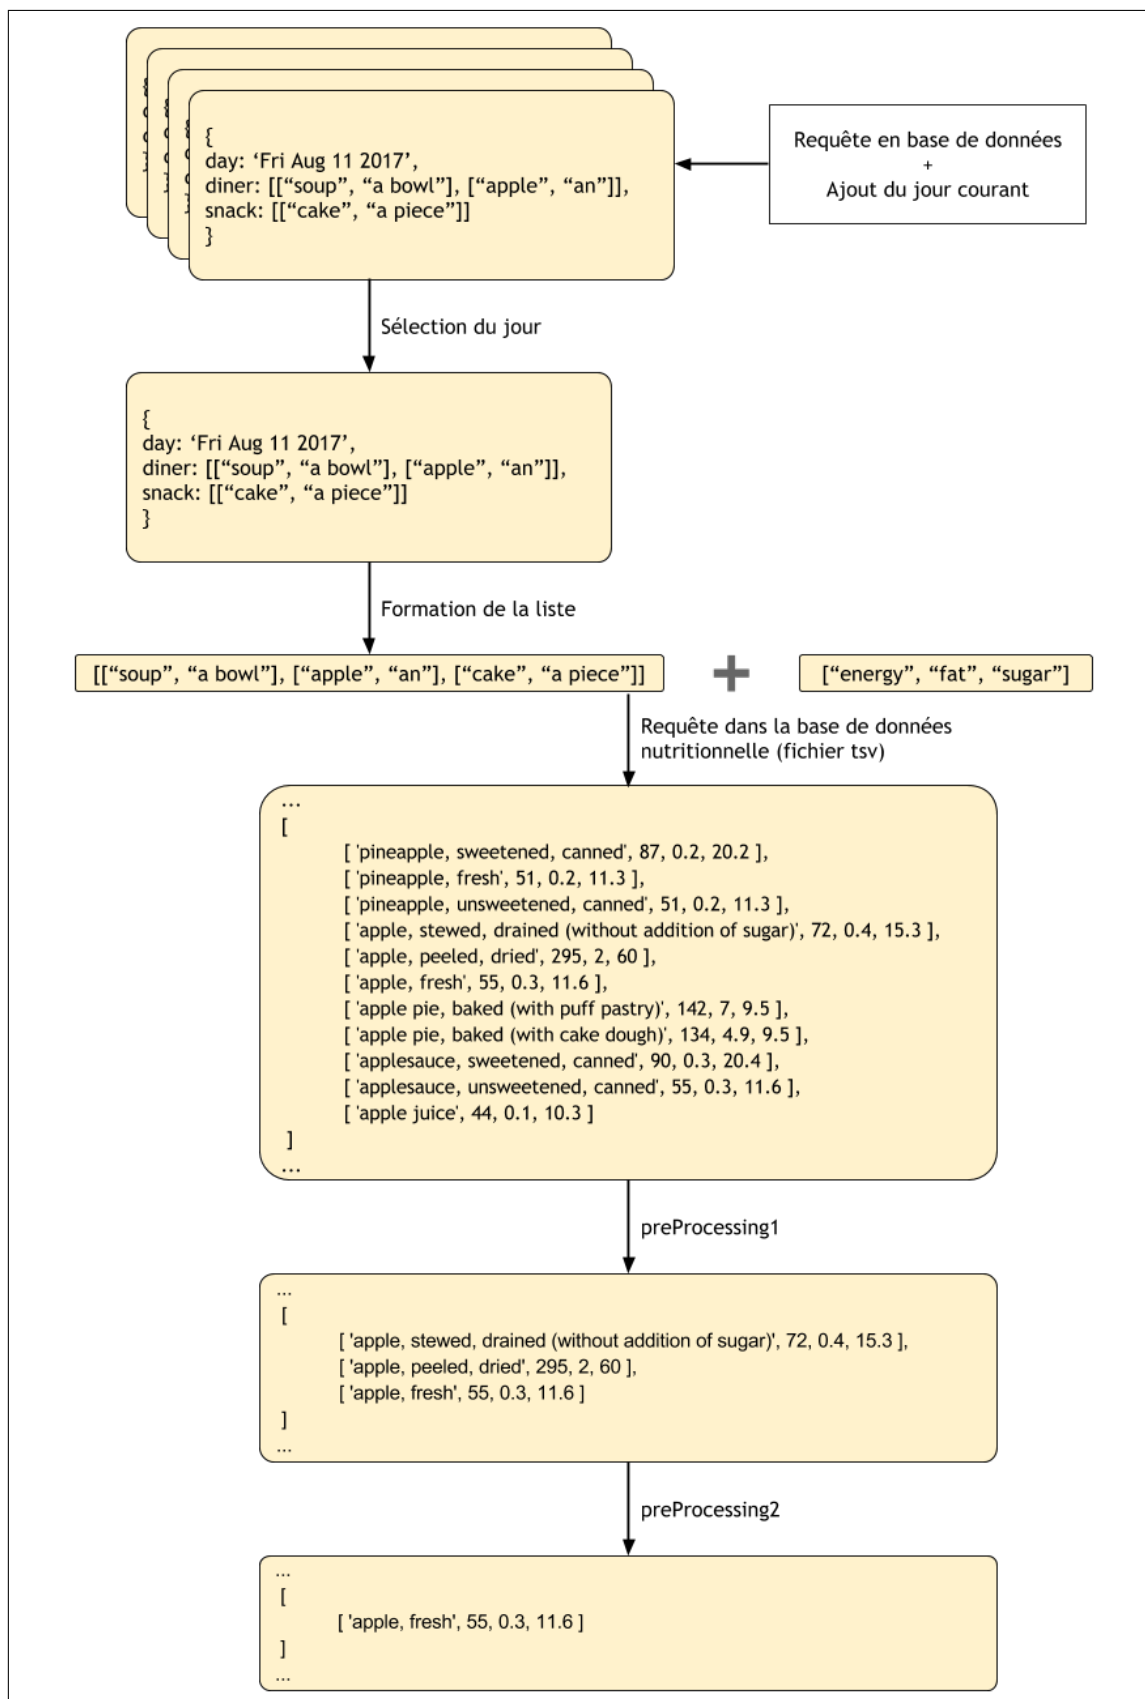 {
day: ‘Fri Aug 11 2017’,
diner: [[“soup”, “a bowl”], [“apple”, “an”]],
snack: [[“cake”, “a piece”]]
}
Requête en base de données
+
Ajout du jour courant
Sélection du jour
{
day: ‘Fri Aug 11 2017’,
diner: [[“soup”, “a bowl”], [“apple”, “an”]],
snack: [[“cake”, “a piece”]]
}
Formation de la liste
[[“soup”, “a bowl”], [“apple”, “an”], [“cake”, “a piece”]]
+
[“energy”, “fat”, “sugar”]
Requête dans la base de données
nutritionnelle (fichier tsv)
...
[
[ 'pineapple, sweetened, canned', 87, 0.2, 20.2 ],
[ 'pineapple, fresh', 51, 0.2, 11.3 ],
[ 'pineapple, unsweetened, canned', 51, 0.2, 11.3 ],
[ 'apple, stewed, drained (without addition of sugar)', 72, 0.4, 15.3 ],
[ 'apple, peeled, dried', 295, 2, 60 ],
[ 'apple, fresh', 55, 0.3, 11.6 ],
[ 'apple pie, baked (with puff pastry)', 142, 7, 9.5 ],
[ 'apple pie, baked (with cake dough)', 134, 4.9, 9.5 ],
[ 'applesauce, sweetened, canned', 90, 0.3, 20.4 ],
[ 'applesauce, unsweetened, canned', 55, 0.3, 11.6 ],
[ 'apple juice', 44, 0.1, 10.3 ]
]
...
preProcessing1
...
[
[ 'apple, stewed, drained (without addition of sugar)', 72, 0.4, 15.3 ],
[ 'apple, peeled, dried', 295, 2, 60 ],
[ 'apple, fresh', 55, 0.3, 11.6 ]
]
...
preProcessing2
...
[
[ 'apple, fresh', 55, 0.3, 11.6 ]
]
...